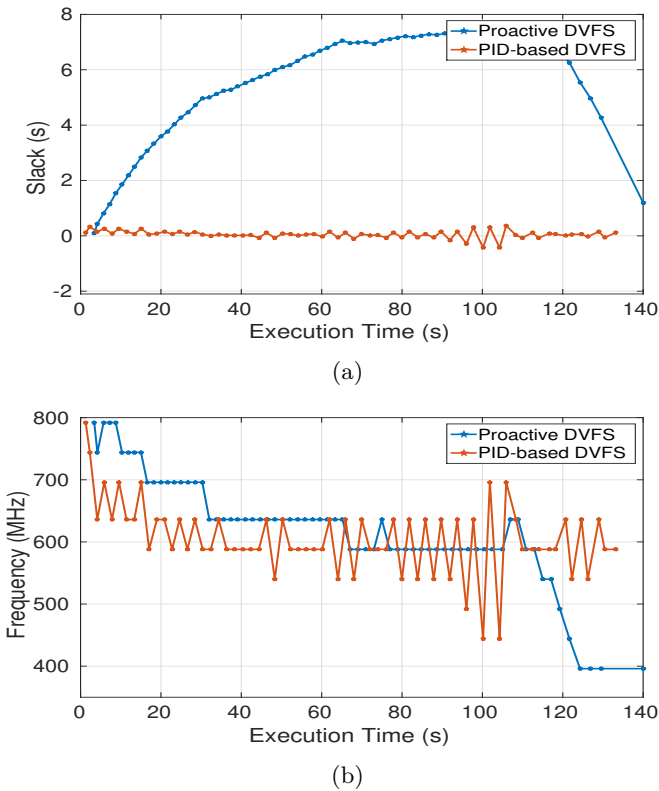 8
6
4
2
0
-2
Slack (s)
Proactive DVFS
PID-based DVFS
0 20 40 60 80 100 120 140
Execution Time (s)
(a)
800
700
600
500
400
Frequency (MHz)
Proactive DVFS
PID-based DVFS
0 20 40 60 80 100 120 140
Execution Time (s)
(b)